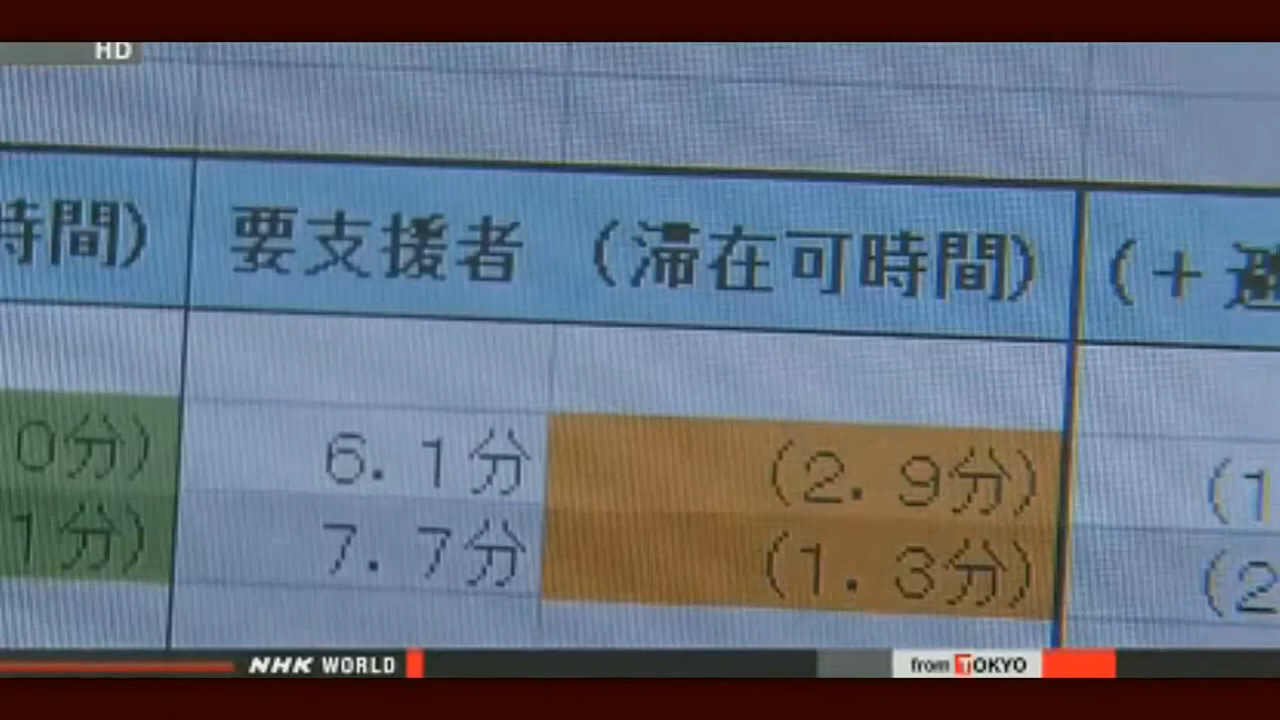 HD
時間) 要支援者 (滞在可時間) (+避
0分) 6.1分 (2.9分) (1
1分) 7.7分 (1.3分) (2
NHK WORLD from TOKYO